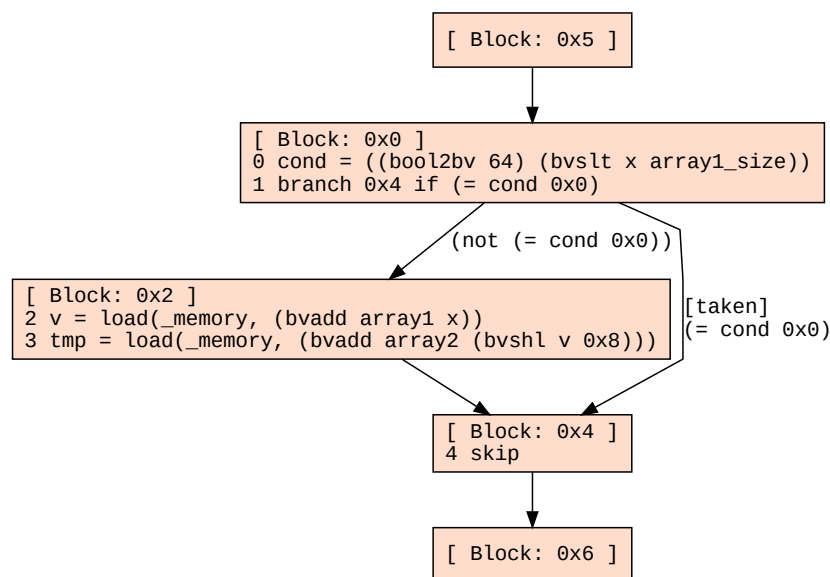 [ Block: 0x5 ]
[ Block: 0x0 ]
0 cond = ((bool2bv 64) (bvslt x array1_size))
1 branch 0x4 if (= cond 0x0)
(not (= cond 0x0))
[ Block: 0x2 ]
2 v = load(_memory, (bvadd array1 x))
3 tmp = load(_memory, (bvadd array2 (bvshl v 0x8)))
[taken]
(= cond 0x0)
[ Block: 0x4 ]
4 skip
[ Block: 0x6 ]